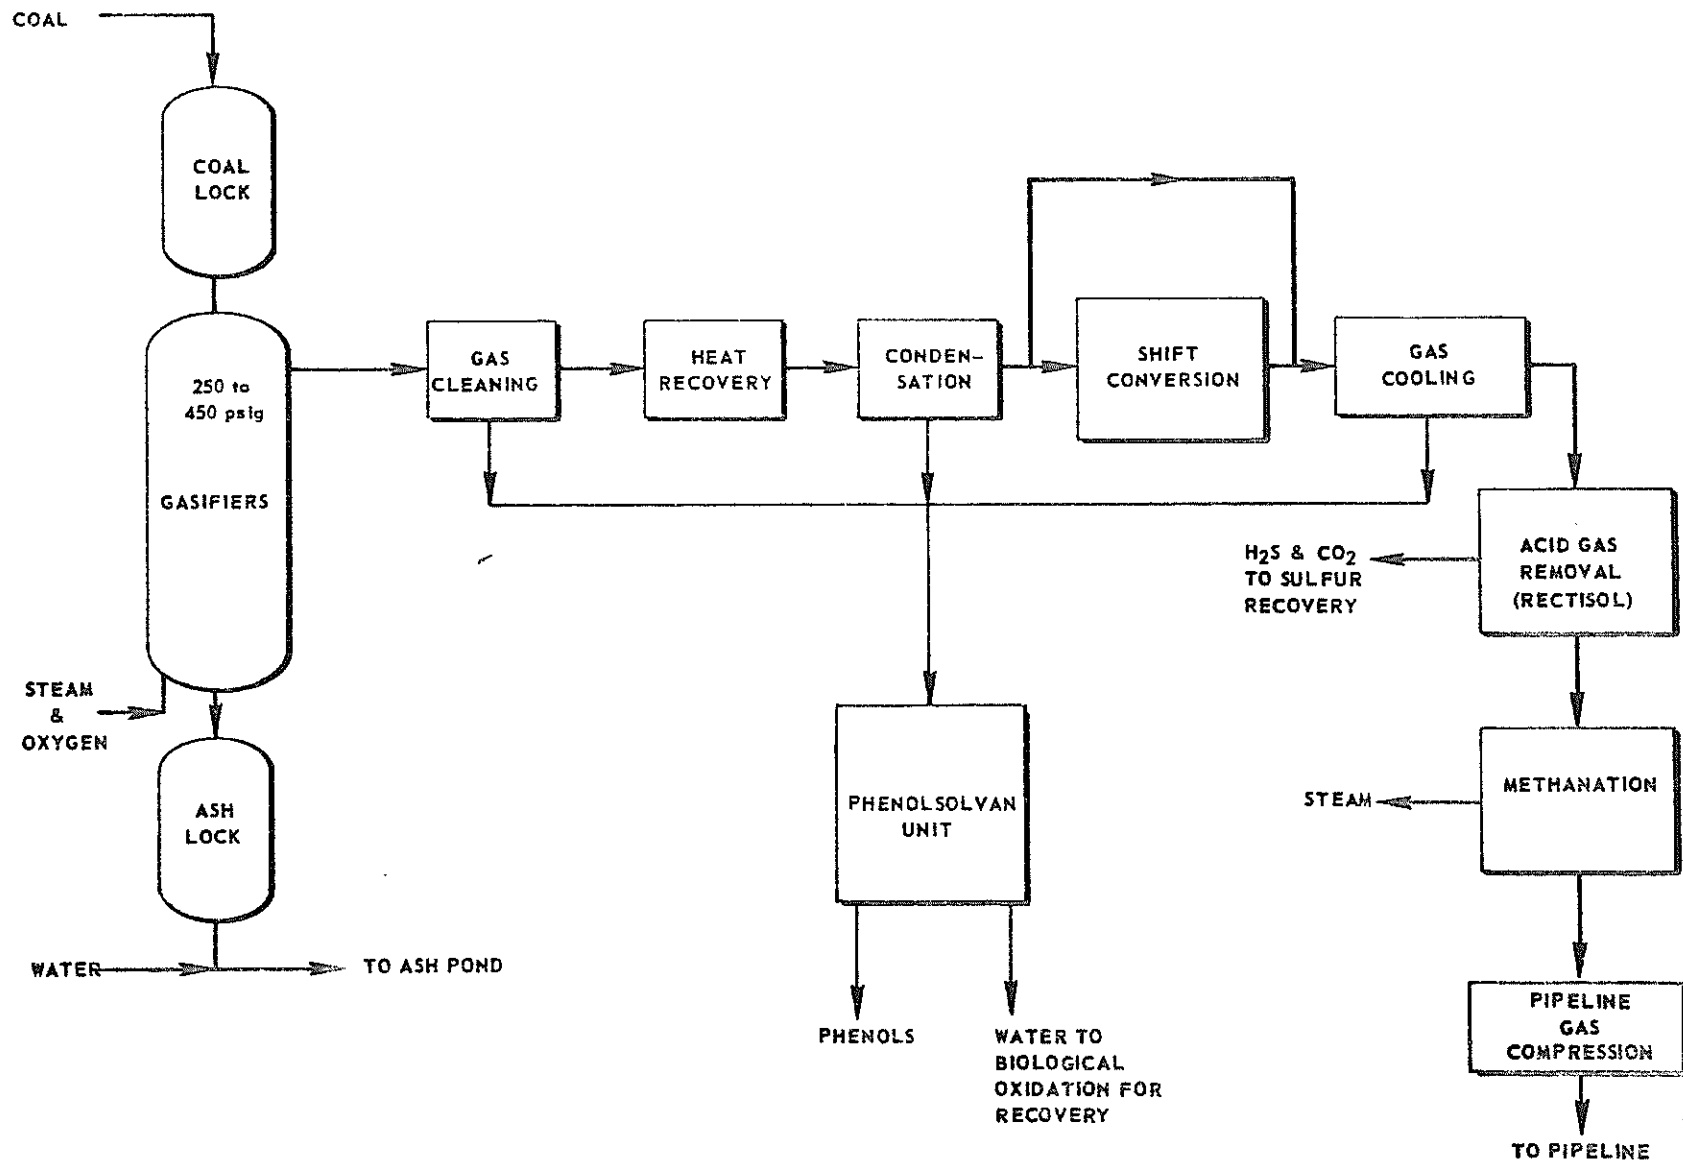 COAL
COAL
LOCK
250 to
450 psig
GASIFIERS
STEAM
&
OXYGEN
ASH
LOCK
WATER
TO ASH POND
GAS
CLEANING
HEAT
RECOVERY
CONDEN-
SATION
SHIFT
CONVERSION
GAS
COOLING
H2S & CO2
TO SULFUR
RECOVERY
ACID GAS
REMOVAL
(RECTISOL)
PHENOLSOLVAN
UNIT
STEAM
METHANATION
PHENOLS
WATER TO
BIOLOGICAL
OXIDATION FOR
RECOVERY
PIPELINE
GAS
COMPRESSION
TO PIPELINE